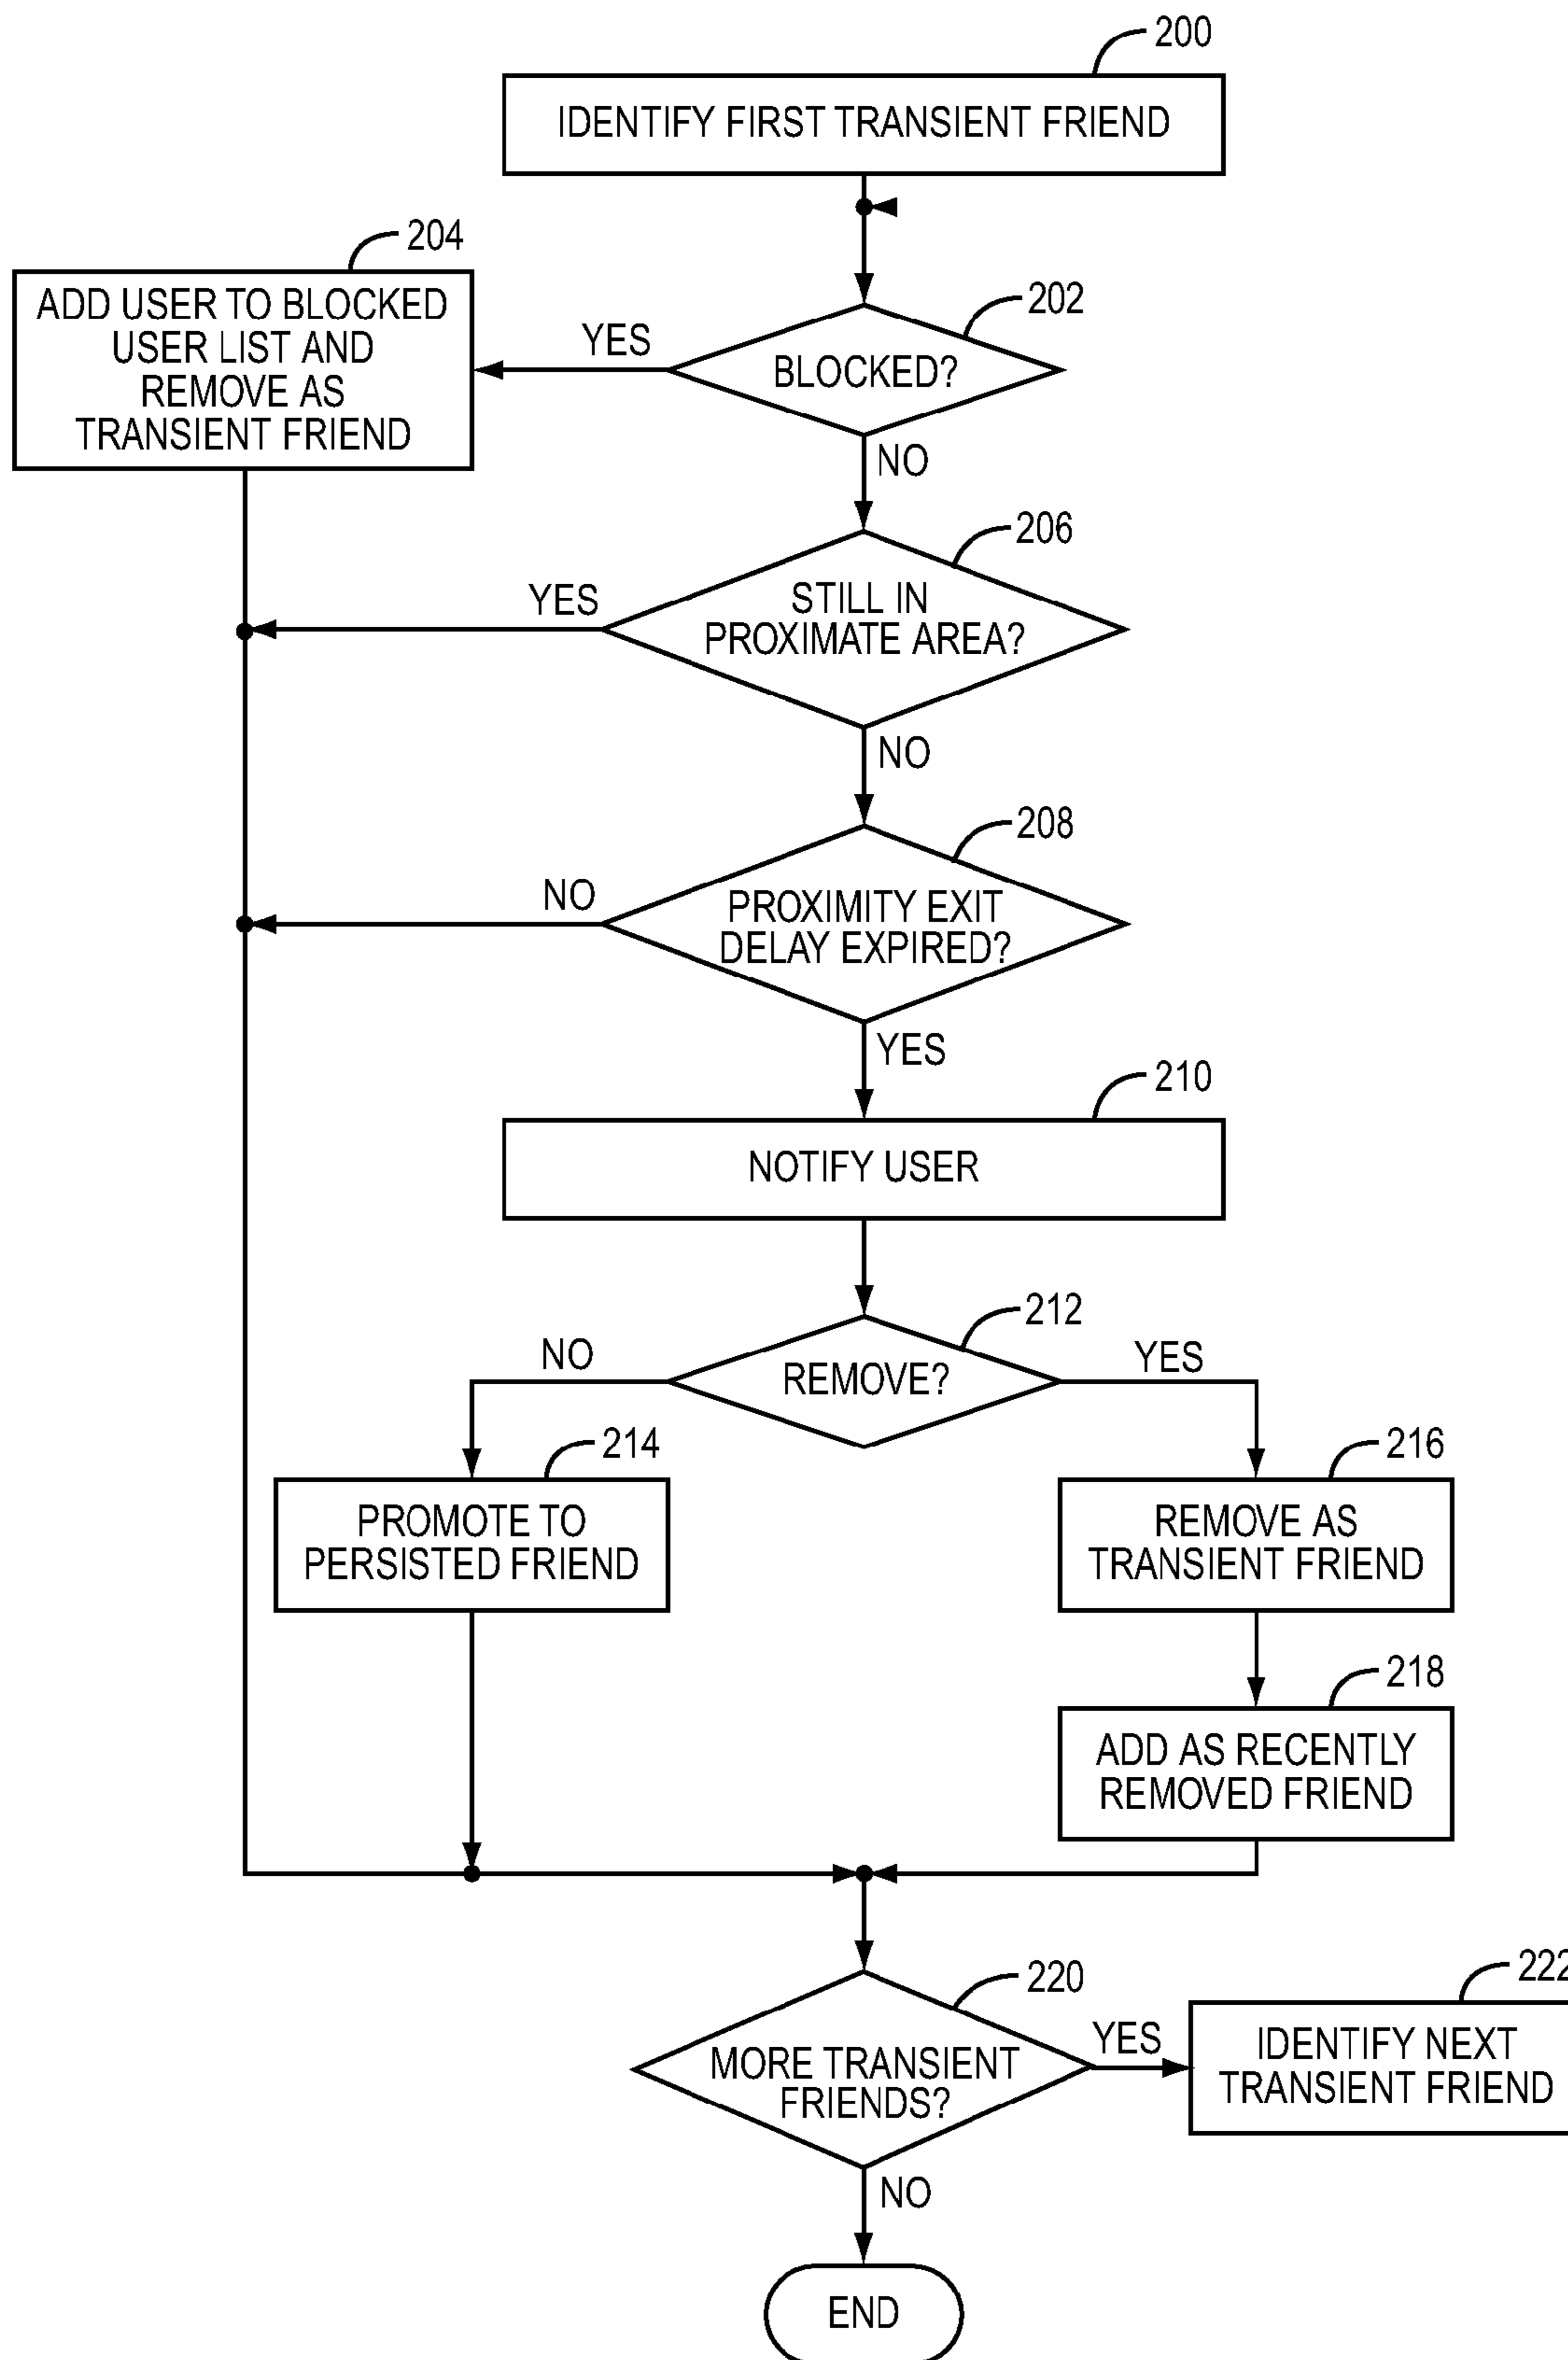 200
IDENTIFY FIRST TRANSIENT FRIEND
204
ADD USER TO BLOCKED
USER LIST AND
REMOVE AS
TRANSIENT FRIEND
202
YES
BLOCKED?
NO
206
YES
STILL IN
PROXIMATE AREA?
NO
208
NO
PROXIMITY EXIT
DELAY EXPIRED?
YES
210
NOTIFY USER
212
NO
REMOVE?
YES
214
PROMOTE TO
PERSISTED FRIEND
216
REMOVE AS
TRANSIENT FRIEND
218
ADD AS RECENTLY
REMOVED FRIEND
220
MORE TRANSIENT
FRIENDS?
YES
222
IDENTIFY NEXT
TRANSIENT FRIEND
NO
END